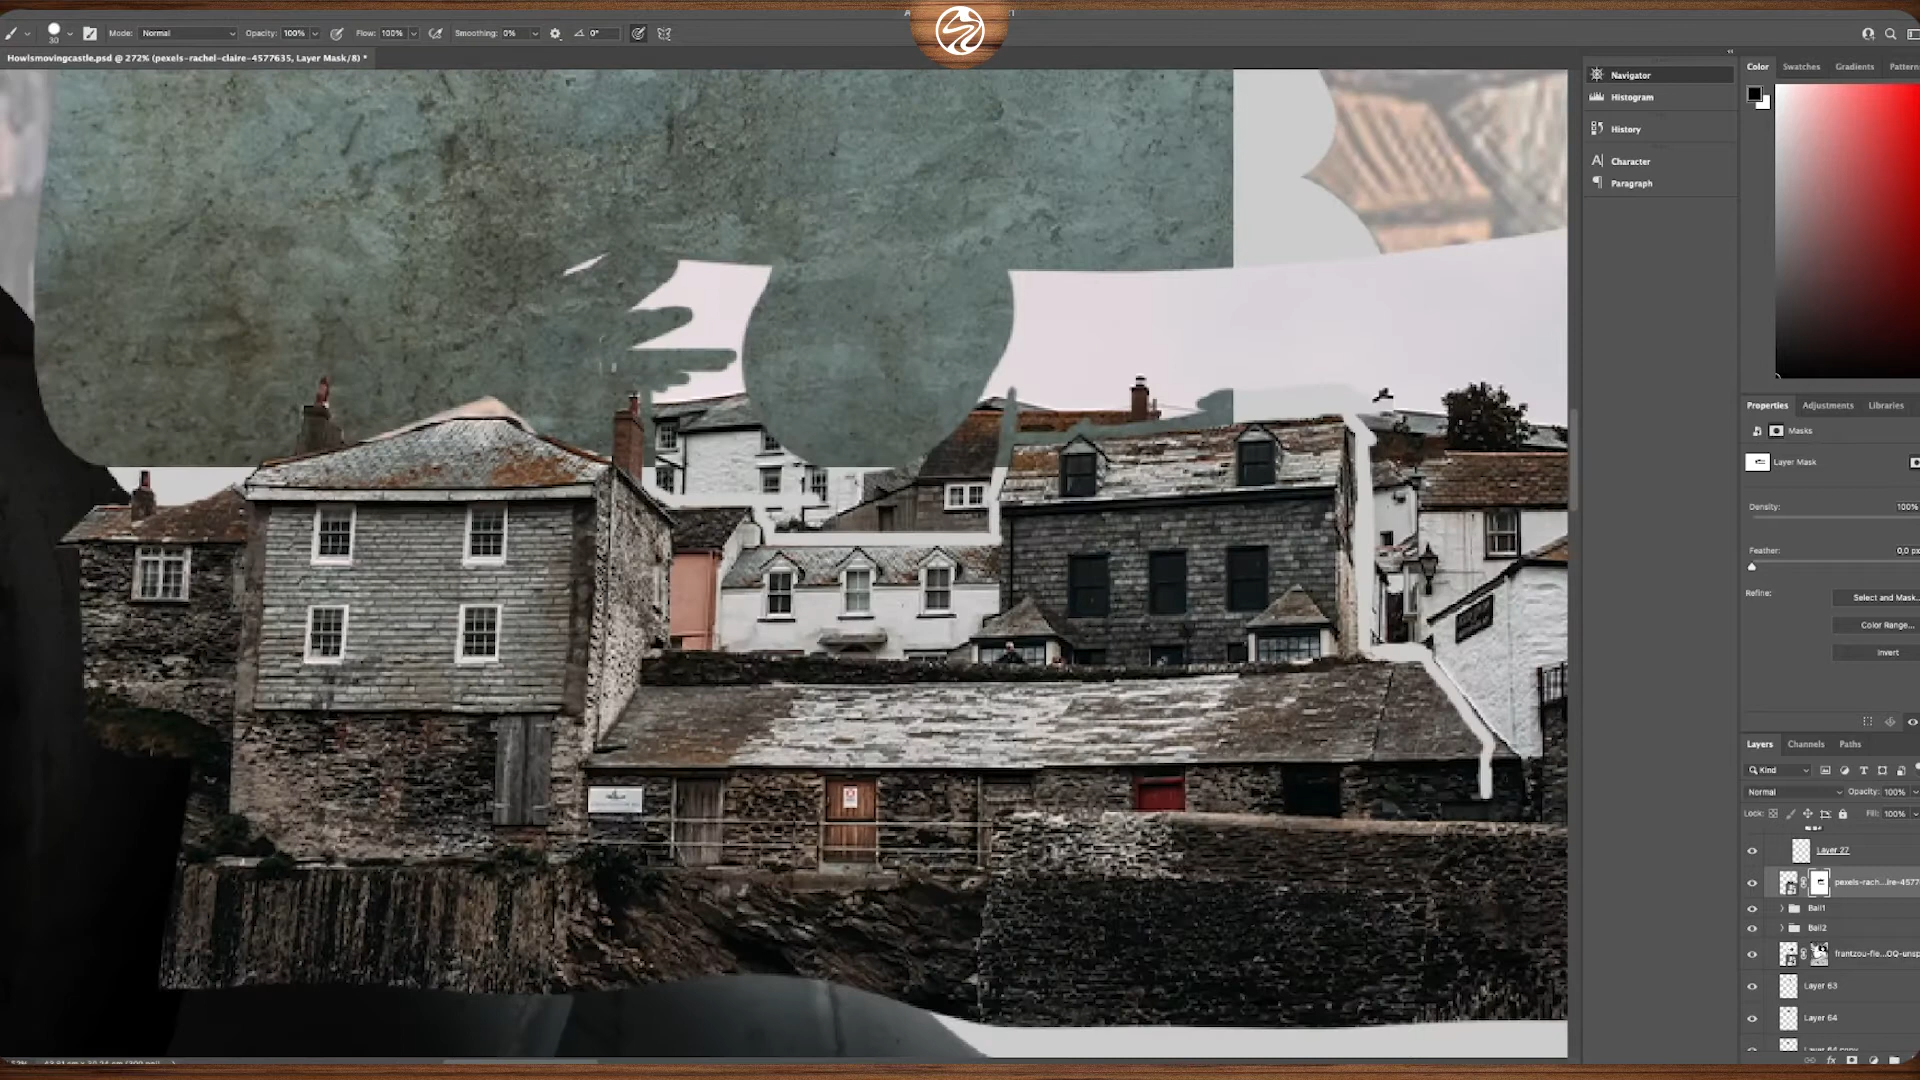 30
Mode: Normal
Opacity: 100%
Flow: 100%
Smoothing: 0%
0°
Howlsmovingcastle.psd @ 272% (pexels-rachel-claire-4577635, Layer Mask/8) *
Navigator
Histogram
History
Character
Paragraph
Color
Swatches
Gradients
Pattern
Properties
Adjustments
Libraries
Masks
Layer Mask
Density:
100%
Feather:
0,0 px
Refine:
Select and Mask...
Color Range...
Invert
Layers
Channels
Paths
Kind
Normal
Opacity: 100%
Lock:
Fill: 100%
Layer 27
pexels-rach...ire-4577
Ball1
Ball2
frantzou-fle...OQ-unsp
Layer 63
Layer 64